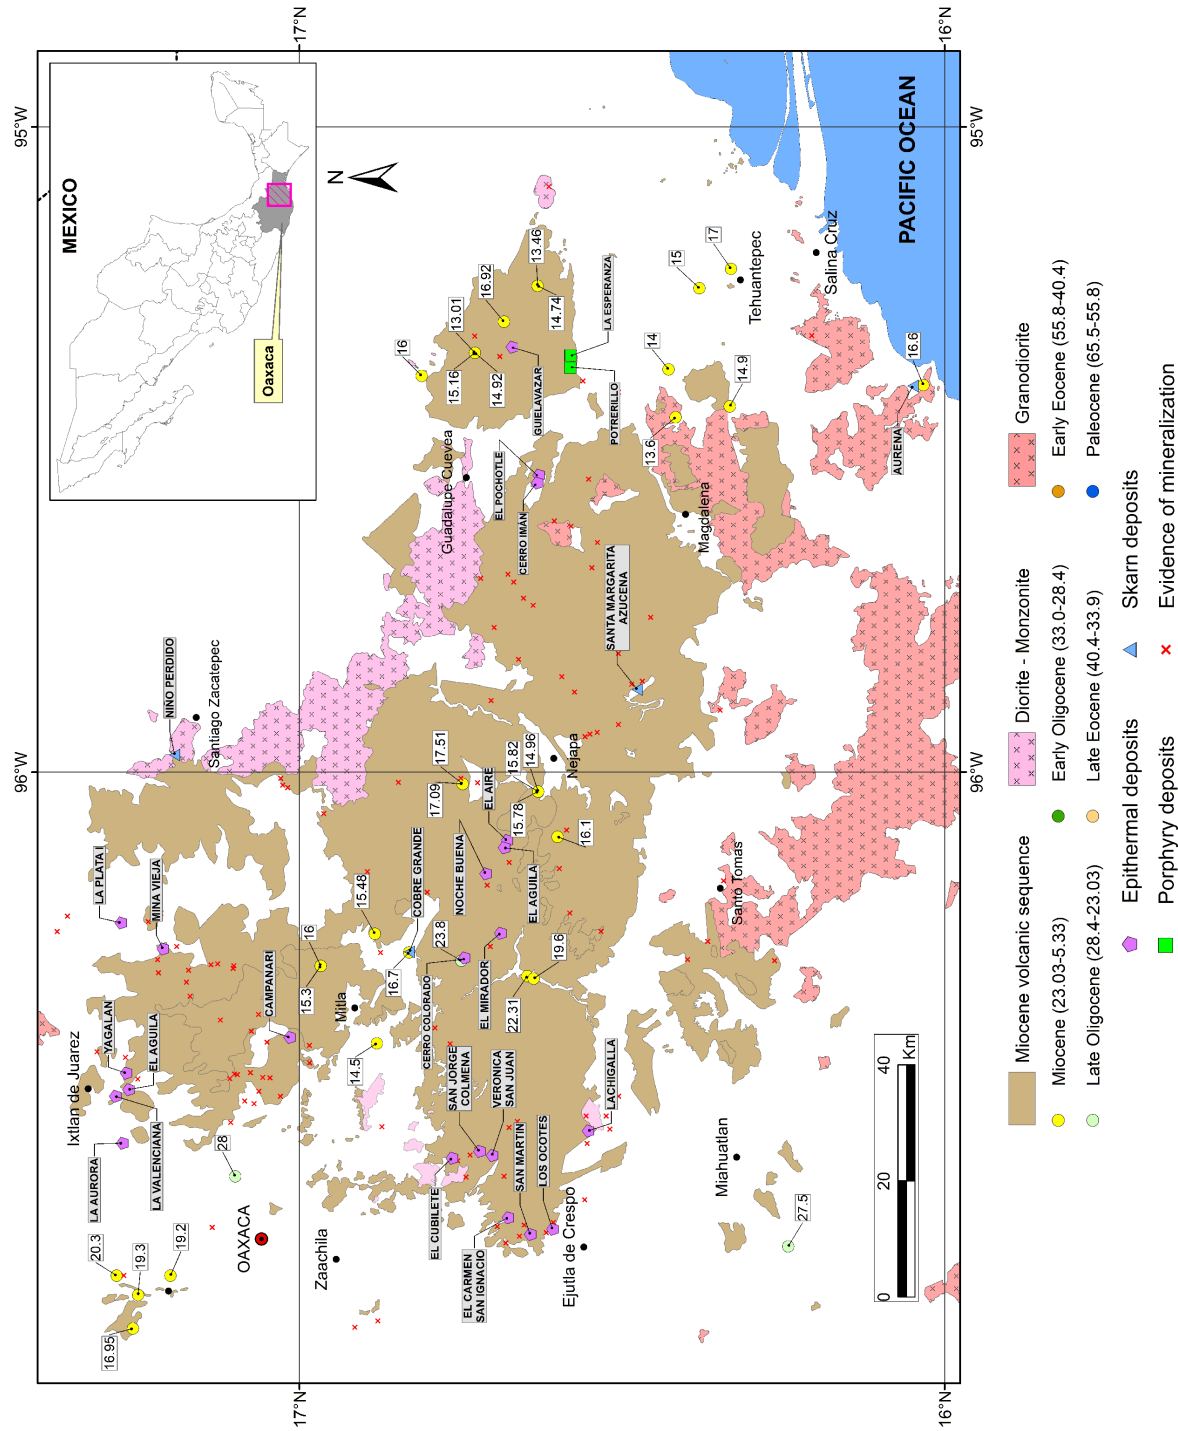 MEXICO
Oaxaca
N
95°W
96°W
17°N
16°N
95°W
96°W
17°N
16°N
PACIFIC OCEAN
Ixtlan de Juarez
OAXACA
Zaachila
Mitla
Ejutla de Crespo
Miahuatlan
Santo Tomas
Nejapa
Santiago Zacatepec
Guadalupe Cuevea
Magdalena
Tehuantepec
Salina Cruz
LA AURORA
LA VALENCIANA
EL AGUILA
YAGALAN
MINA VIEJA
LA PLATA I
CAMPANARI
NIÑO PERDIDO
COBRE GRANDE
CERRO COLORADO
EL MIRADOR
NOCHE BUENA
EL AIRE
EL AGUILA
SAN JORGE
COLMENA
VERONICA
SAN JUAN
EL CUBILETE
SAN MARTIN
LOS OCOTES
EL CARMEN
SAN IGNACIO
LACHIGALLA
SANTA MARGARITA
AZUCENA
CERRO IMÁN
EL POCHOTLE
GUIELAVAZAR
POTRERILLO
LA ESPERANZA
AURENA
16.95
20.3
19.3
19.2
28
27.5
14.5
15.3
16
15.48
16.7
23.8
22.31
19.6
17.09
17.51
15.82
14.96
15.78
16.1
16
15.16
13.01
14.92
16.92
13.46
14.74
15
17
14
14.9
13.6
16.6
0
20
40
Km
Miocene volcanic sequence
Diorite - Monzonite
Granodiorite
Miocene (23.03-5.33)
Early Oligocene (33.0-28.4)
Early Eocene (55.8-40.4)
Late Oligocene (28.4-23.03)
Late Eocene (40.4-33.9)
Paleocene (65.5-55.8)
Epithermal deposits
Skarn deposits
Porphyry deposits
Evidence of mineralization